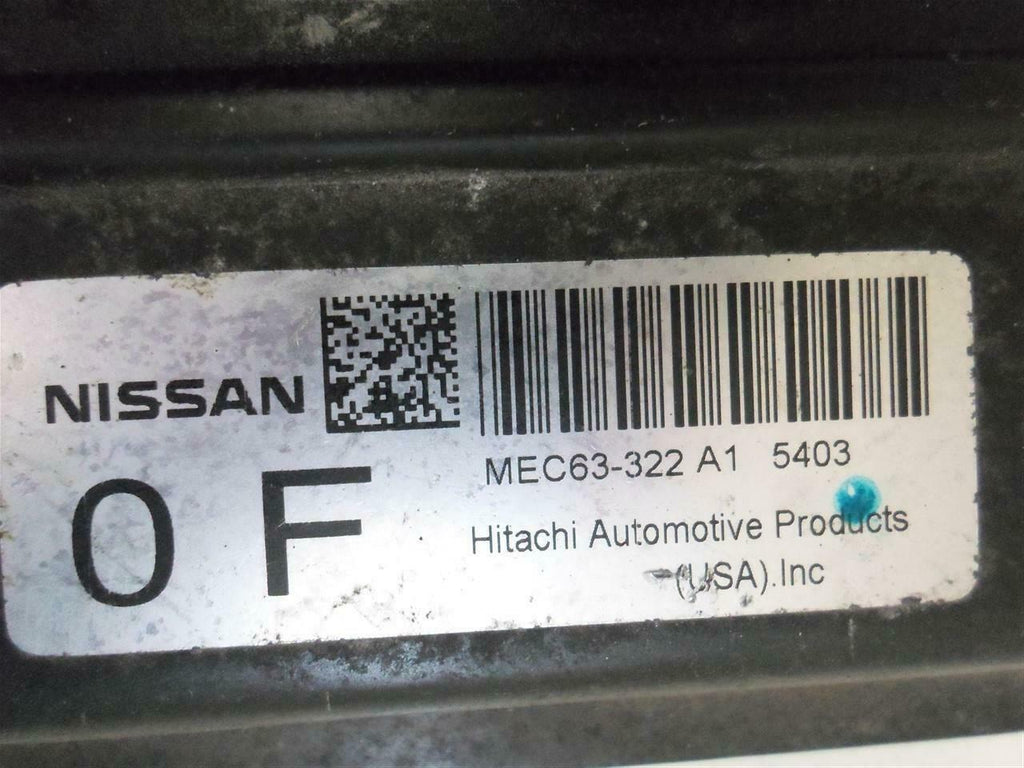 NISSAN
0 F
MEC63-322 A1 5403
Hitachi Automotive Products
(USA).Inc